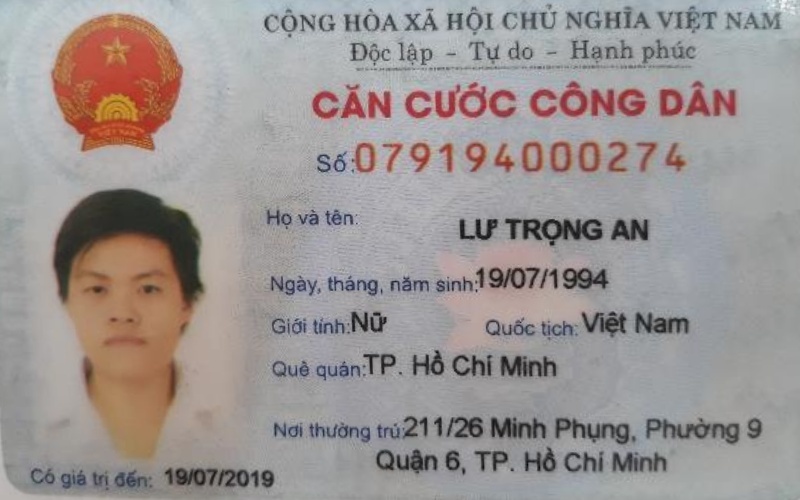 CỘNG HÒA XÃ HỘI CHỦ NGHĨA VIỆT NAM
Độc lập - Tự do - Hạnh phúc
CĂN CƯỚC CÔNG DÂN
Số: 079194000274
Họ và tên: LƯ TRỌNG AN
Ngày, tháng, năm sinh: 19/07/1994
Giới tính: Nữ Quốc tịch: Việt Nam
Quê quán: TP. Hồ Chí Minh
Nơi thường trú: 211/26 Minh Phụng, Phường 9
Quận 6, TP. Hồ Chí Minh
Có giá trị đến: 19/07/2019
VIỆT NAM